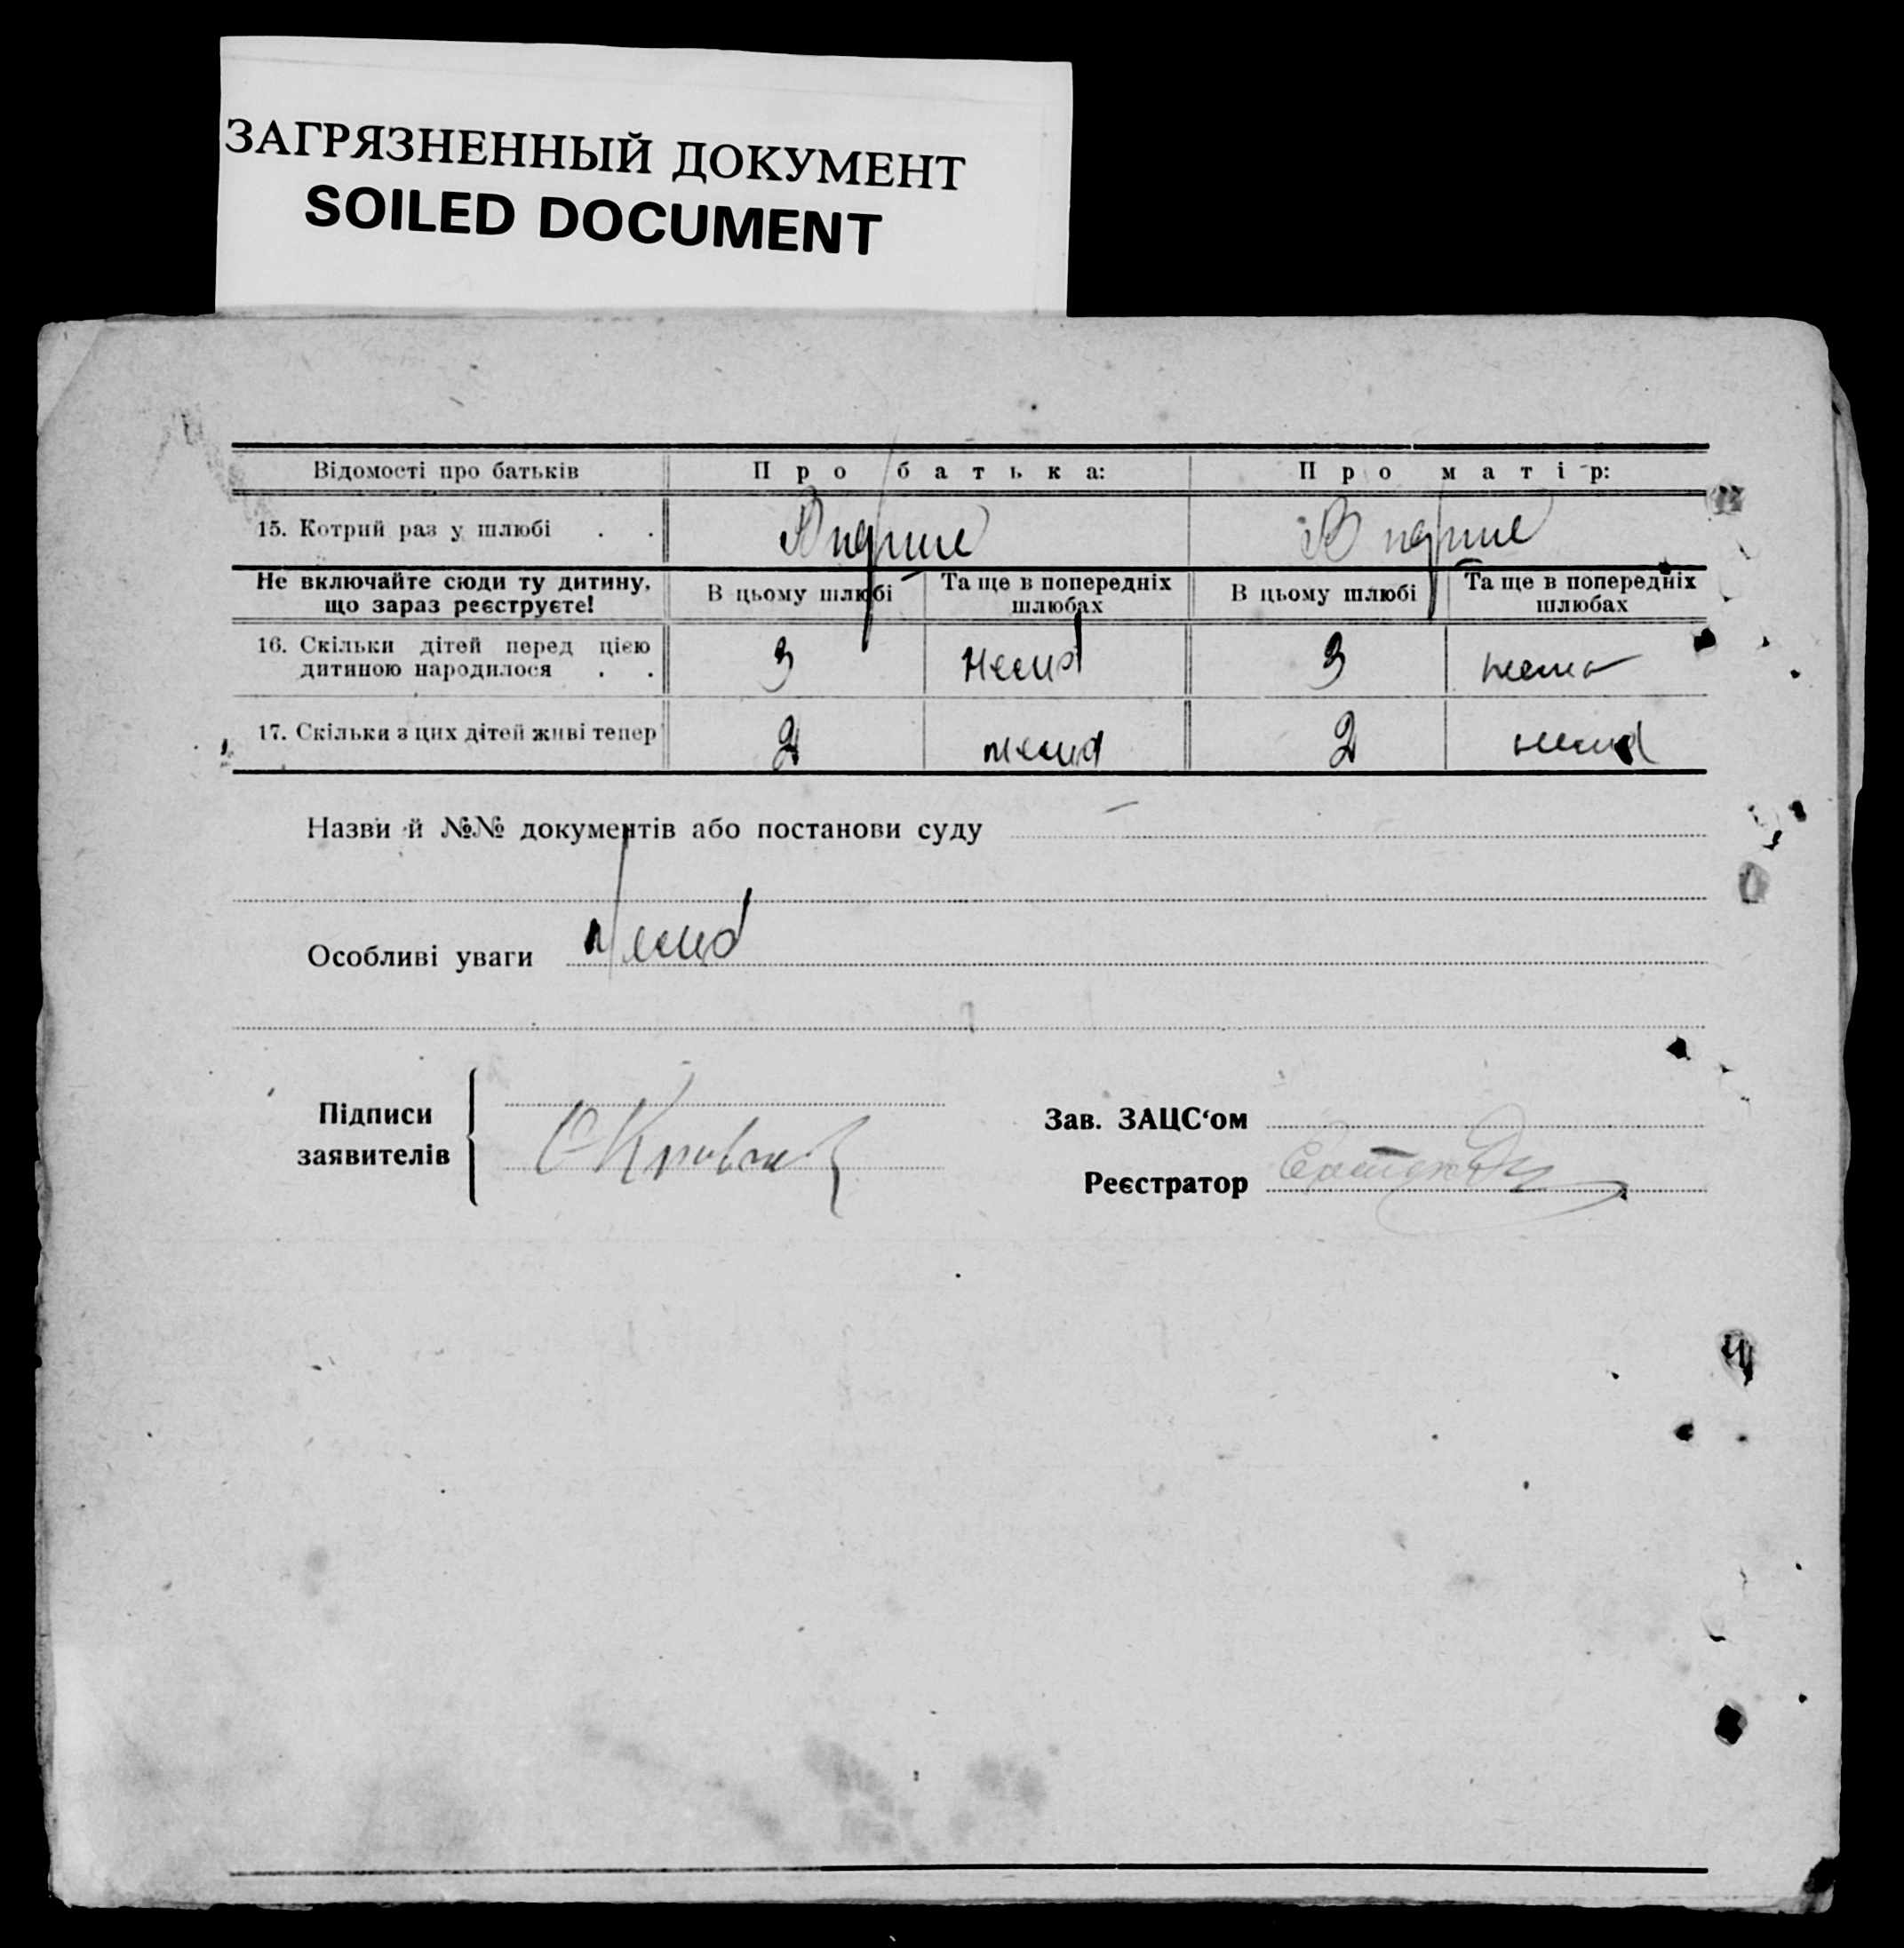 ЗАГРЯЗНЕННЫЙ ДОКУМЕНТ
SOILED DOCUMENT
Відомості про батьків Про батька: Про матір:
15. Котрий раз у шлюбі . . Вперше Вперше
Не включайте сюди ту дитину, що зараз реєструєте! В цьому шлюбі Та ще в попередніх шлюбах В цьому шлюбі Та ще в попередніх шлюбах
16. Скільки дітей перед цією дитиною народилося . . 3 нема 3 нема
17. Скільки з цих дітей живі тепер 2 нема 2 нема
Назви й №№ документів або постанови суду —
Особливі уваги нема
Підписи заявителів
Зав. ЗАЦС‘ом
Реєстратор